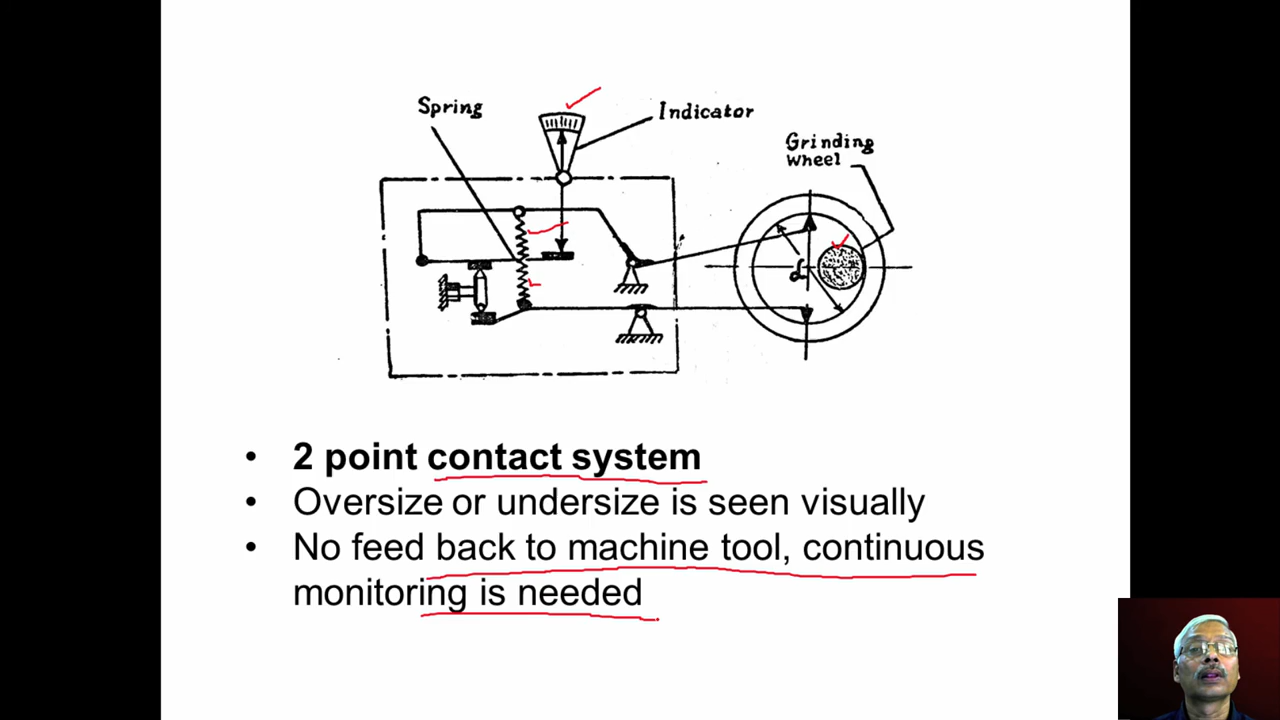 Spring
Indicator
Grinding
wheel
d
• 2 point contact system
• Oversize or undersize is seen visually
• No feed back to machine tool, continuous
monitoring is needed